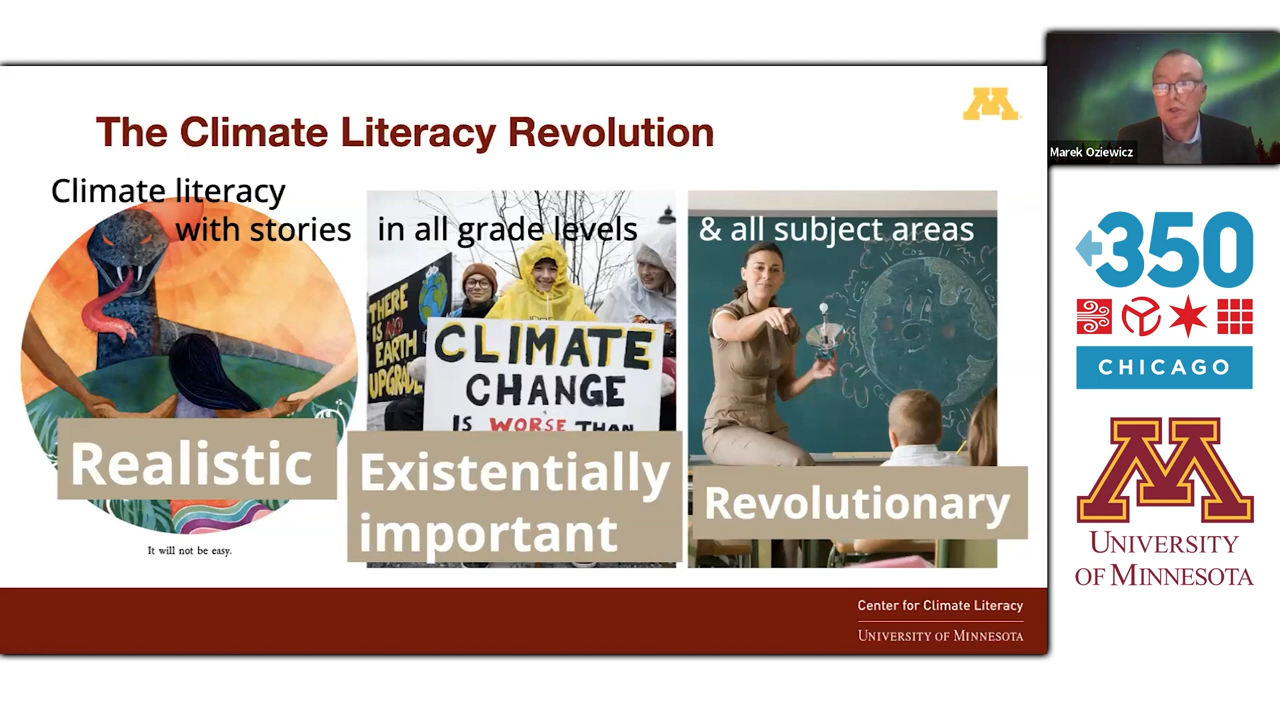 The Climate Literacy Revolution
M
Climate literacy
with stories
in all grade levels
& all subject areas
THERE
IS NO
EARTH
UPGRADE
CLIMATE
CHANGE
IS WORSE THAN
Co2
Realistic
Existentially
important
Revolutionary
It will not be easy.
Center for Climate Literacy
UNIVERSITY OF MINNESOTA
Marek Oziewicz
350
CHICAGO
M
UNIVERSITY
OF MINNESOTA